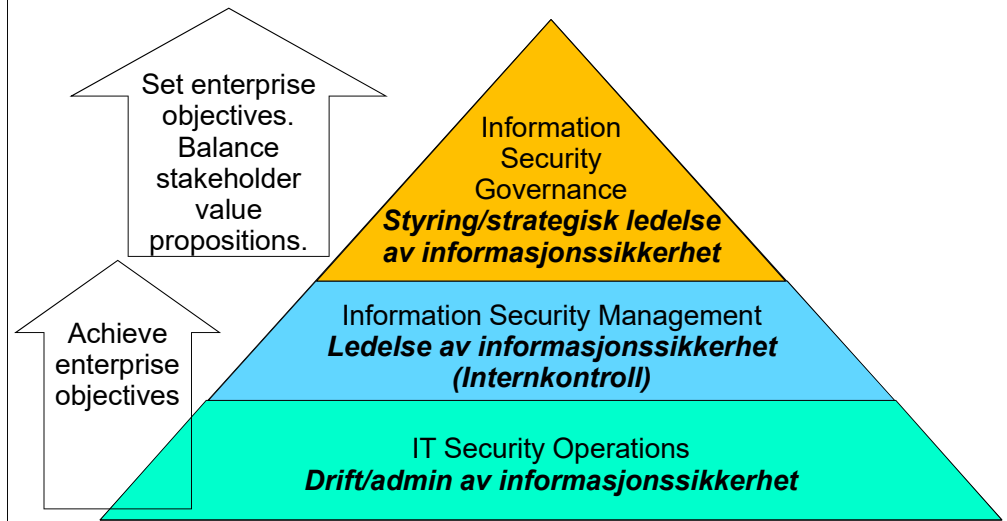 Set enterprise
objectives.
Balance
stakeholder
value
propositions.
Achieve
enterprise
objectives
Information
Security
Governance
Styring/strategisk ledelse
av informasjonssikkerhet
Information Security Management
Ledelse av informasjonssikkerhet
(Internkontroll)
IT Security Operations
Drift/admin av informasjonssikkerhet